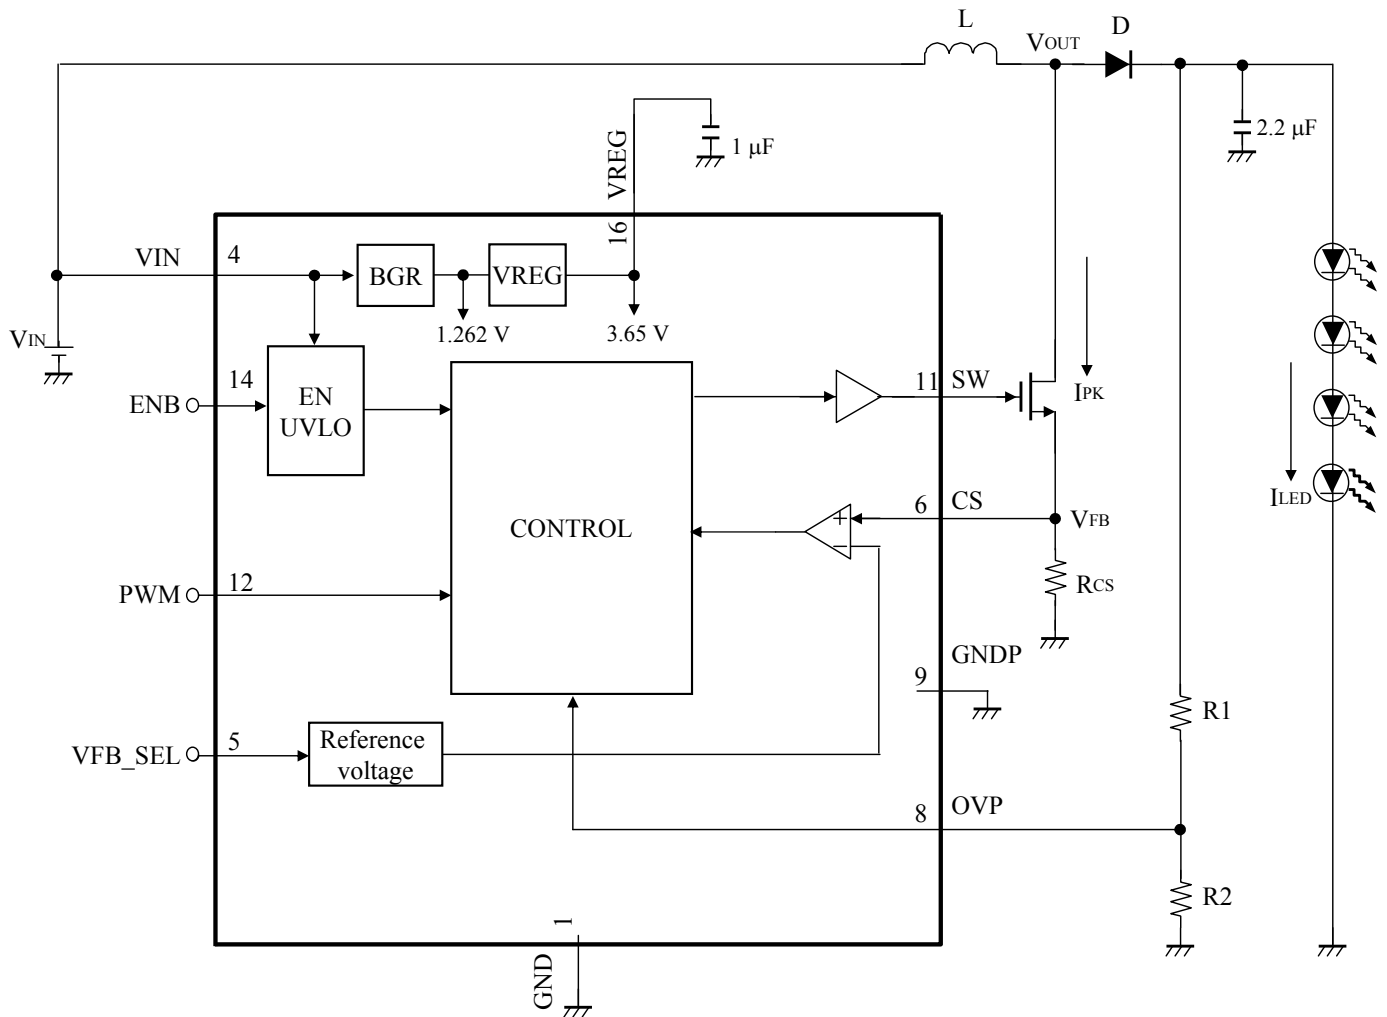 L
VOUT
D
2.2 μF
VREG
1 μF
16
VIN
4
BGR
VREG
1.262 V
3.65 V
VIN
ENB
14
EN
UVLO
11
SW
IPK
ILED
CONTROL
6
CS
VFB
RCS
PWM
12
GNDP
9
R1
VFB_SEL
5
Reference
voltage
8
OVP
R2
1
GND